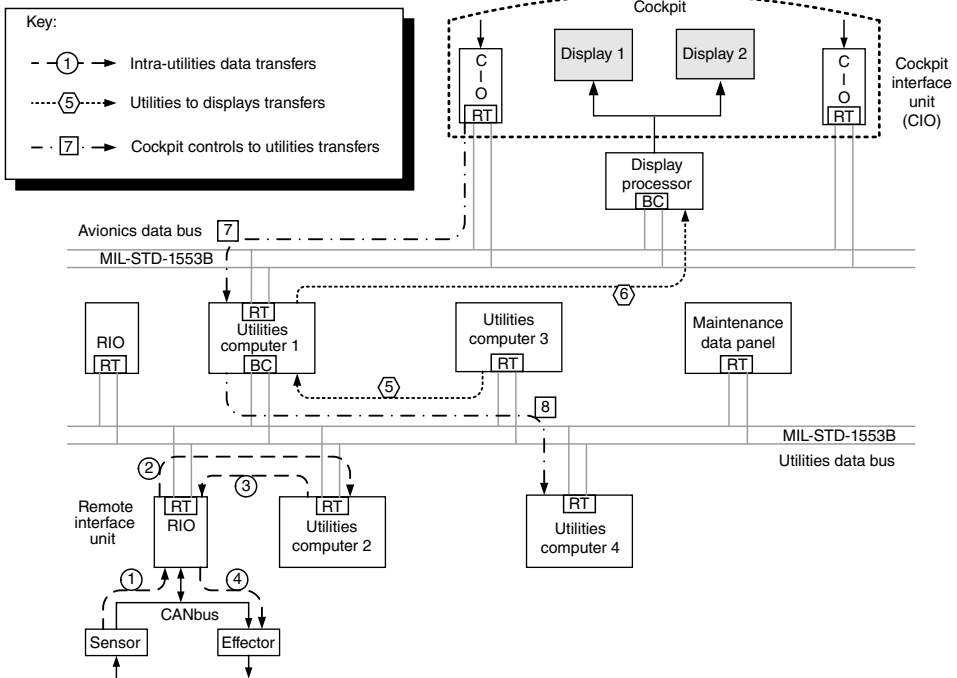 Key:
1 Intra-utilities data transfers
5 Utilities to displays transfers
7 Cockpit controls to utilities transfers
Cockpit
C
I
O
RT
Display 1
Display 2
C
I
O
RT
Cockpit
interface
unit
(CIO)
Display
processor
BC
Avionics data bus
7
MIL-STD-1553B
6
RIO
RT
RT
Utilities
computer 1
BC
Utilities
computer 3
RT
Maintenance
data panel
RT
5
8
MIL-STD-1553B
Utilities data bus
2
3
Remote
interface
unit
RT
RIO
RT
Utilities
computer 2
RT
Utilities
computer 4
1
4
CANbus
Sensor
Effector